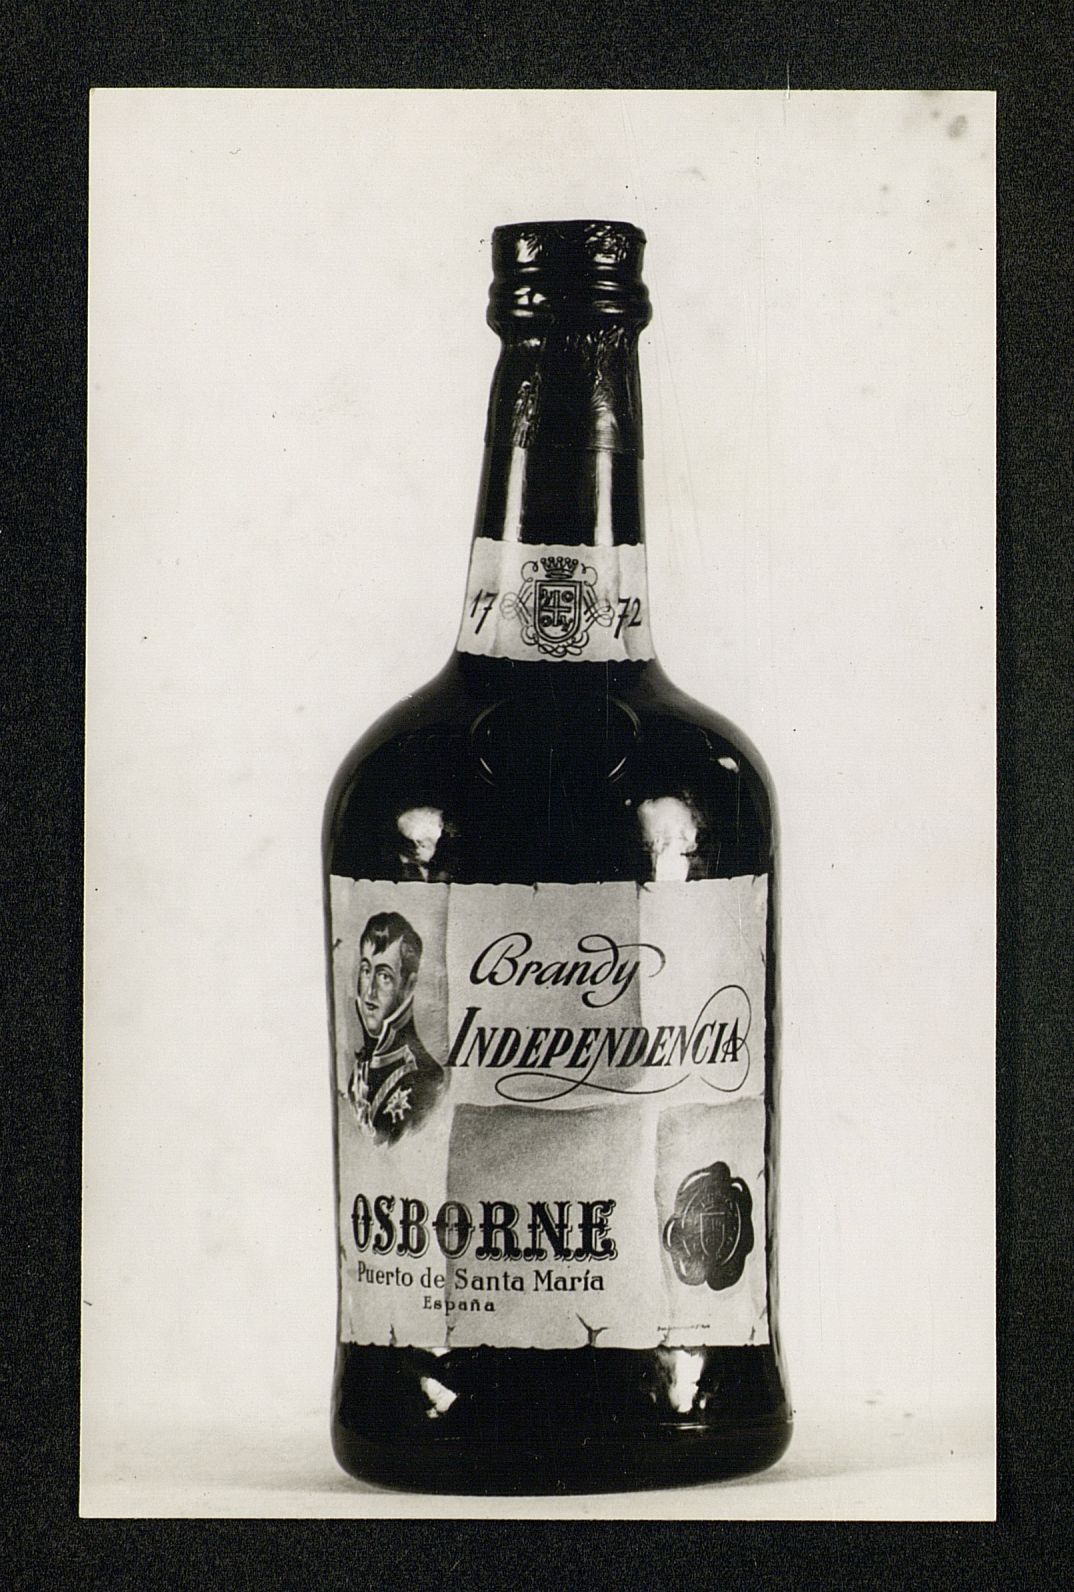 17 72
Brandy
INDEPENDENCIA
OSBORNE
Puerto de Santa María
España